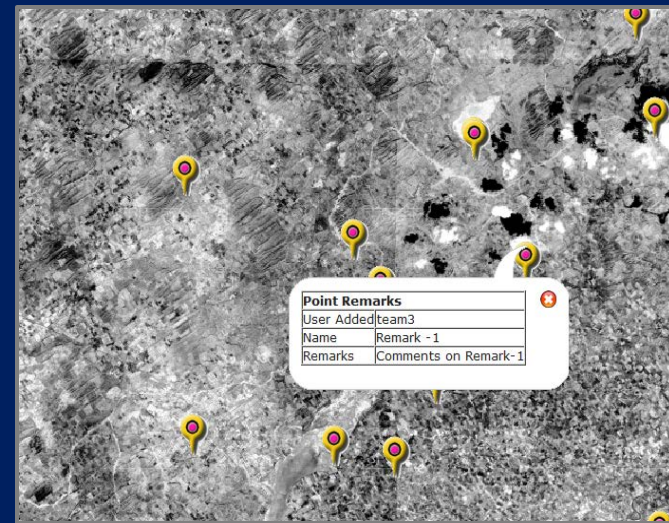 Point Remarks
User Added team3
Name Remark -1
Remarks Comments on Remark-1